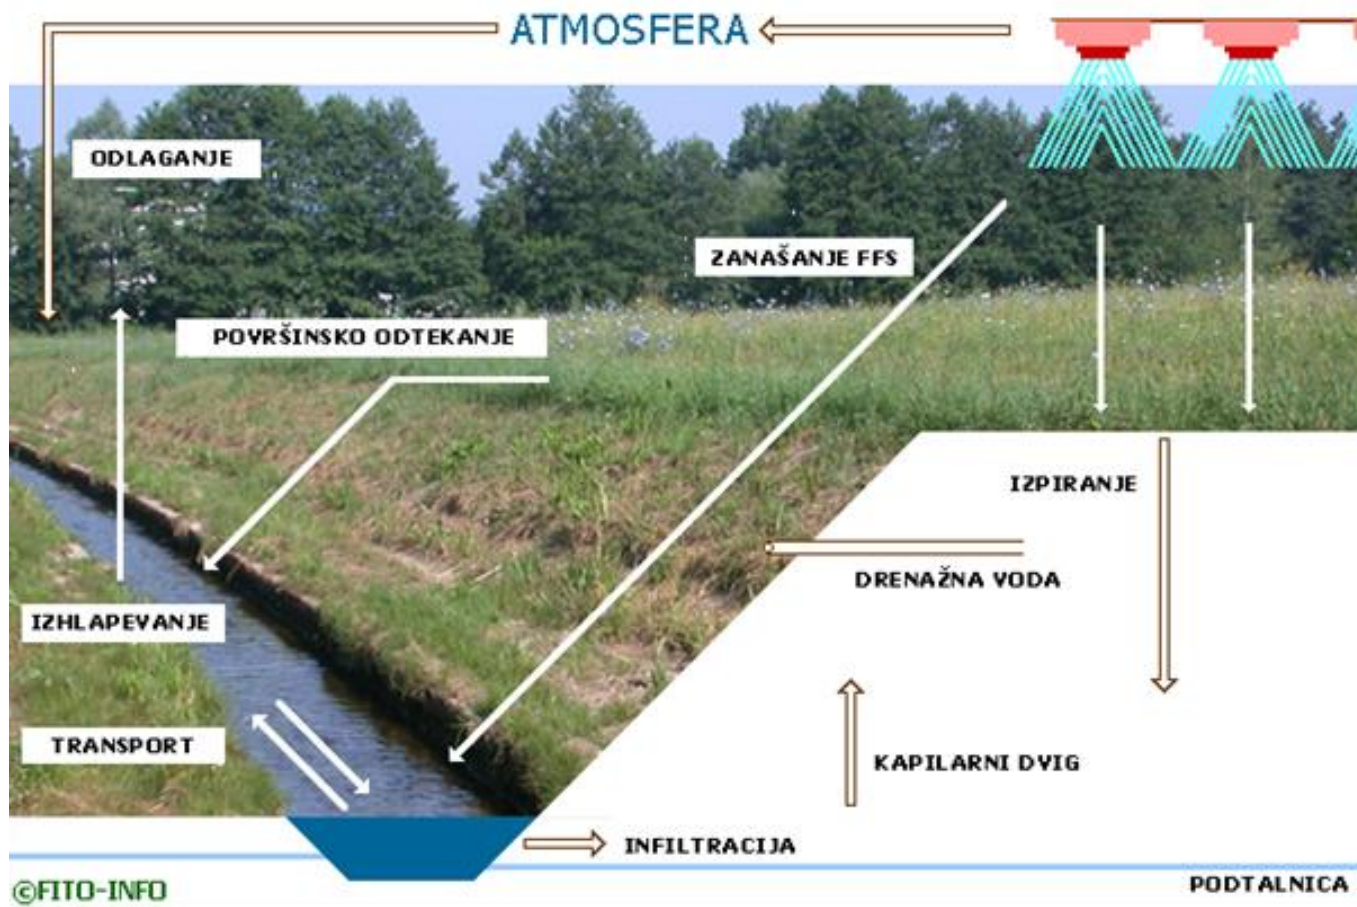 ATMOSFERA
ODLAGANJE
ZANAŠANJE FFS
POVRŠINSKO ODTEKANJE
IZPIRANJE
DRENAŽNA VODA
IZHLAPEVANJE
TRANSPORT
KAPILARNI DVIG
INFILTRACIJA
PODTALNICA
©FITO-INFO